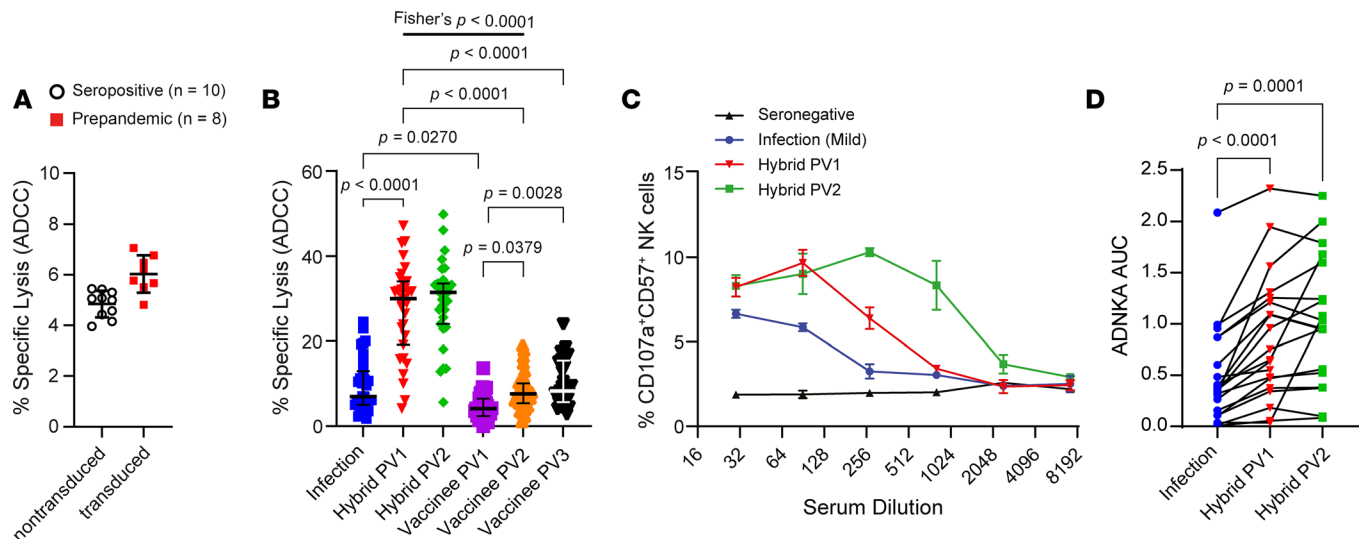 A
Seropositive (n = 10)
Prepandemic (n = 8)
% Specific Lysis (ADCC)
10
8
6
4
2
0
nontransduced
transduced
B
Fisher's p < 0.0001
p < 0.0001
p < 0.0001
p = 0.0270
p < 0.0001
p = 0.0028
p = 0.0379
% Specific Lysis (ADCC)
60
40
20
0
Infection
Hybrid PV1
Hybrid PV2
Vaccinee PV1
Vaccinee PV2
Vaccinee PV3
C
Seronegative
Infection (Mild)
Hybrid PV1
Hybrid PV2
% CD107a+CD57+ NK cells
15
10
5
0
16
32
64
128
256
512
1024
2048
4096
8192
Serum Dilution
D
p = 0.0001
p < 0.0001
ADNKA AUC
2.5
2.0
1.5
1.0
0.5
0.0
Infection
Hybrid PV1
Hybrid PV2